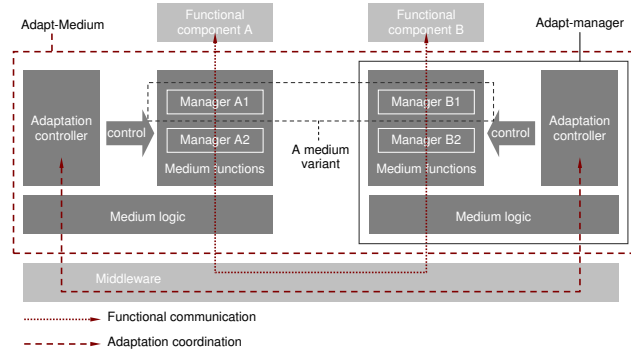 Adapt-Medium
Functional
component A
Functional
component B
Adapt-manager
Adaptation
controller
control
Manager A1
Manager A2
Medium functions
A medium
variant
Manager B1
Manager B2
Medium functions
control
Adaptation
controller
Medium logic
Medium logic
Middleware
Functional communication
Adaptation coordination